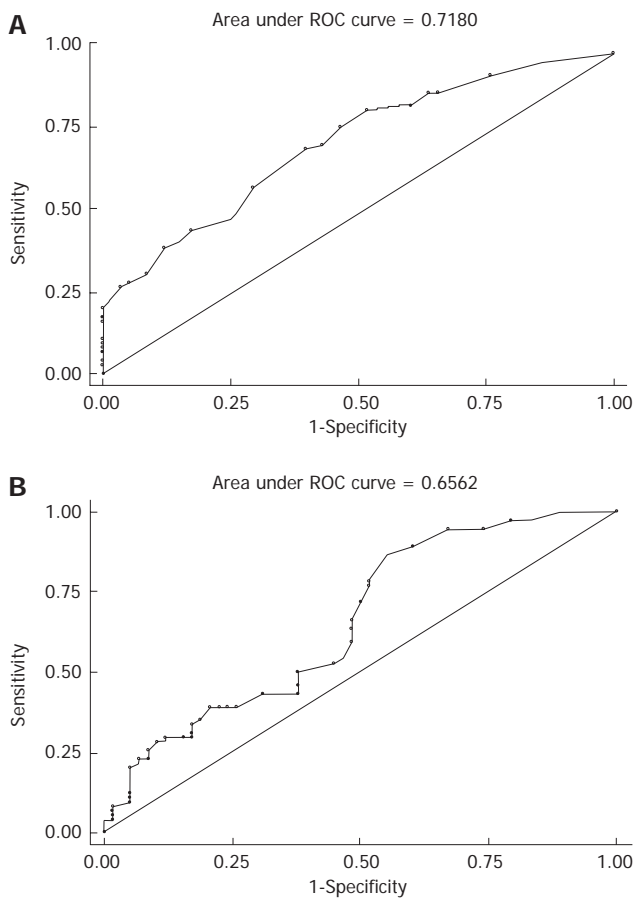 A
Area under ROC curve = 0.7180
1.00
0.75
0.50
0.25
0.00
Sensitivity
0.00 0.25 0.50 0.75 1.00
1-Specificity
B
Area under ROC curve = 0.6562
1.00
0.75
0.50
0.25
0.00
Sensitivity
0.00 0.25 0.50 0.75 1.00
1-Specificity